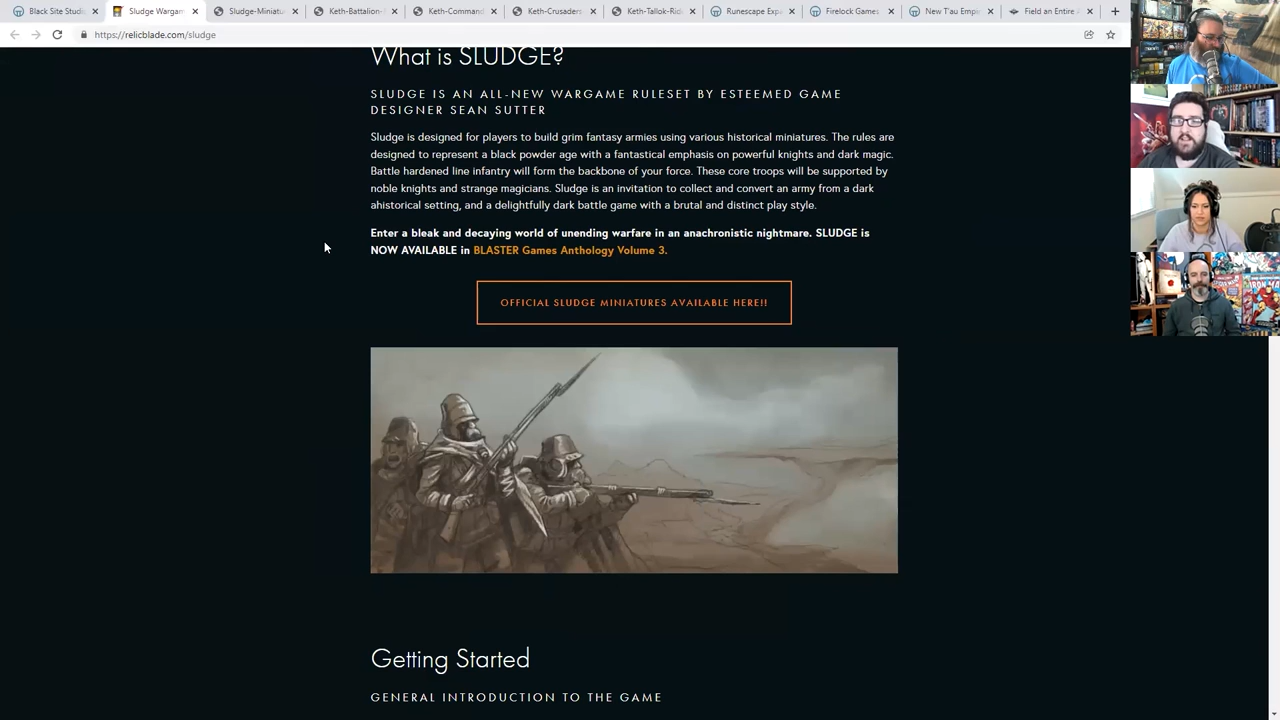 Black Site Studi
Sludge Wargam
Sludge-Miniatu
Keth-Battalion-
Keth-Command
Keth-Crusaders
Keth-Tallok-Rid
Runescape Expa
Firelock Games
New T'au Empi
Field an Entire
https://relicblade.com/sludge
What is SLUDGE?
SLUDGE IS AN ALL-NEW WARGAME RULESET BY ESTEEMED GAME
DESIGNER SEAN SUTTER
Sludge is designed for players to build grim fantasy armies using various historical miniatures. The rules are
designed to represent a black powder age with a fantastical emphasis on powerful knights and dark magic.
Battle hardened line infantry will form the backbone of your force. These core troops will be supported by
noble knights and strange magicians. Sludge is an invitation to collect and convert an army from a dark
ahistorical setting, and a delightfully dark battle game with a brutal and distinct play style.
Enter a bleak and decaying world of unending warfare in an anachronistic nightmare. SLUDGE is
NOW AVAILABLE in BLASTER Games Anthology Volume 3.
OFFICIAL SLUDGE MINIATURES AVAILABLE HERE!!
Getting Started
GENERAL INTRODUCTION TO THE GAME